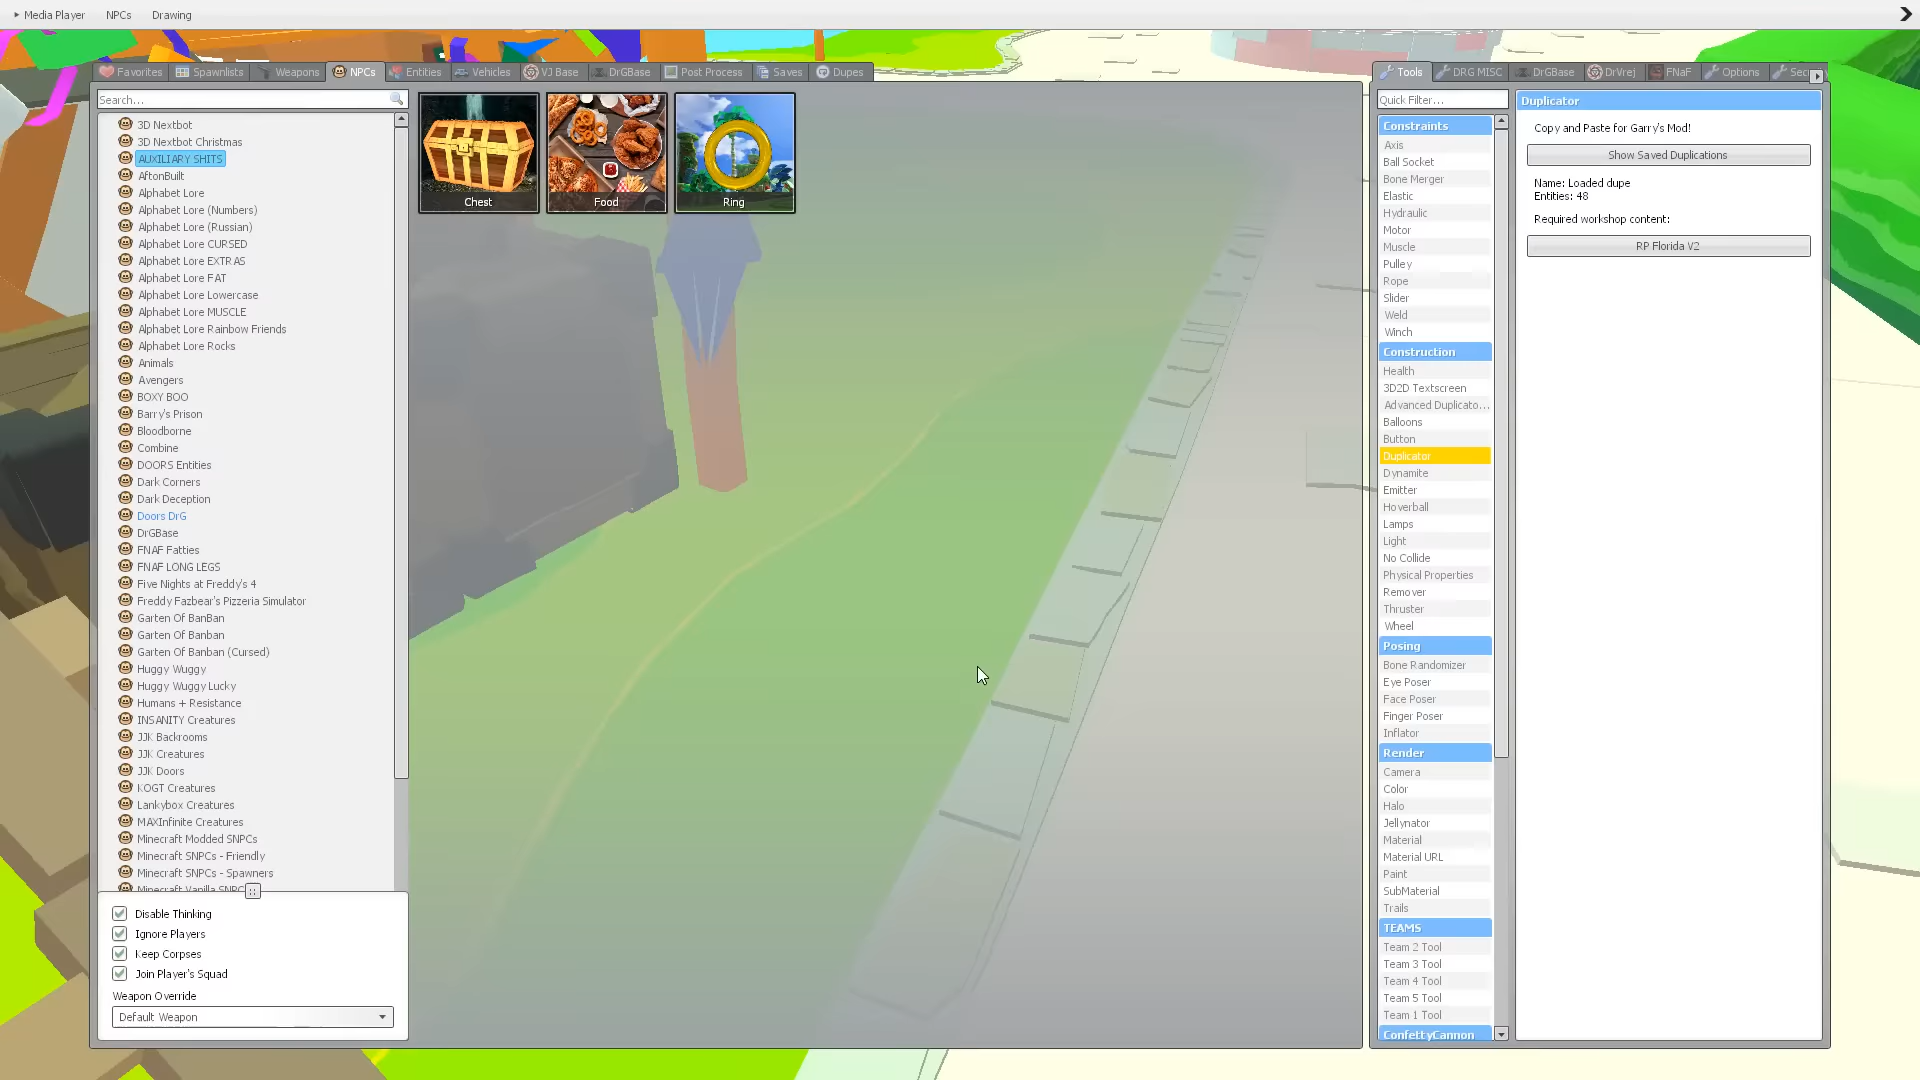 Media Player NPCs Drawing
Favorites Spawnlists Weapons NPCs Entities Vehicles VJ Base DrGBase Post Process Saves Dupes
Search...
3D Nextbot
3D Nextbot Christmas
AUXILIARY SHITS
AftonBuilt
Alphabet Lore
Alphabet Lore (Numbers)
Alphabet Lore (Russian)
Alphabet Lore CURSED
Alphabet Lore EXTRAS
Alphabet Lore FAT
Alphabet Lore Lowercase
Alphabet Lore MUSCLE
Alphabet Lore Rainbow Friends
Alphabet Lore Rocks
Animals
Avengers
BOXY BOO
Barry's Prison
Bloodborne
Combine
DOORS Entities
Dark Corners
Dark Deception
Doors DrG
DrGBase
FNAF Fatties
FNAF LONG LEGS
Five Nights at Freddy's 4
Freddy Fazbear's Pizzeria Simulator
Garten Of BanBan
Garten Of Banban
Garten Of Banban (Cursed)
Huggy Wuggy
Huggy Wuggy Lucky
Humans + Resistance
INSANITY Creatures
JJK Backrooms
JJK Creatures
JJK Doors
KOGT Creatures
Lankybox Creatures
MAXInfinite Creatures
Minecraft Modded SNPCs
Minecraft SNPCs - Friendly
Minecraft SNPCs - Spawners
Minecraft Vanilla SNPC
Disable Thinking
Ignore Players
Keep Corpses
Join Player's Squad
Weapon Override
Default Weapon
Chest Food Ring
Tools DRG MISC DrGBase DrVrej FNaF Options Sec
Quick Filter...
Constraints
Axis
Ball Socket
Bone Merger
Elastic
Hydraulic
Motor
Muscle
Pulley
Rope
Slider
Weld
Winch
Construction
Health
3D2D Textscreen
Advanced Duplicato...
Balloons
Button
Duplicator
Dynamite
Emitter
Hoverball
Lamps
Light
No Collide
Physical Properties
Remover
Thruster
Wheel
Posing
Bone Randomizer
Eye Poser
Face Poser
Finger Poser
Inflator
Render
Camera
Color
Halo
Jellynator
Material
Material URL
Paint
SubMaterial
Trails
TEAMS
Team 2 Tool
Team 3 Tool
Team 4 Tool
Team 5 Tool
Team 1 Tool
ConfettyCannon
Duplicator
Copy and Paste for Garry's Mod!
Show Saved Duplications
Name: Loaded dupe
Entities: 48
Required workshop content:
RP Florida V2